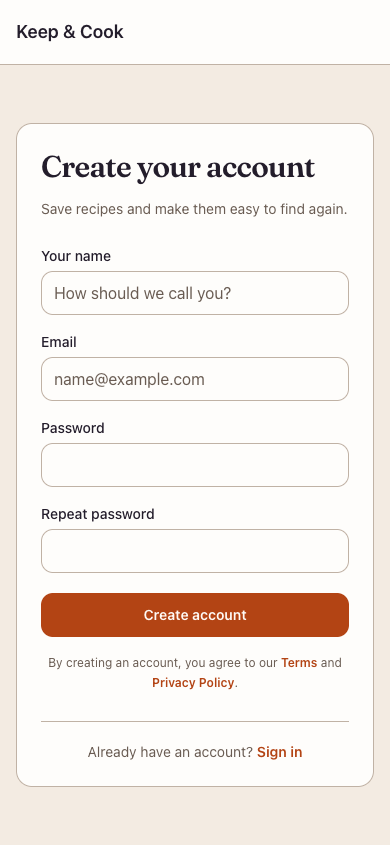 Keep & Cook
Create your account
Save recipes and make them easy to find again.
Your name
How should we call you?
Email
name@example.com
Password
Repeat password
Create account
By creating an account, you agree to our Terms and
Privacy Policy.
Already have an account? Sign in